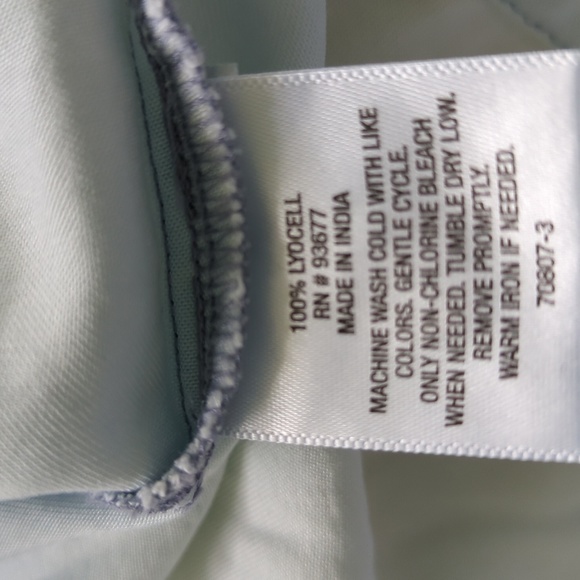 100% LYOCELL
RN # 93677
MADE IN INDIA
MACHINE WASH COLD WITH LIKE
COLORS. GENTLE CYCLE.
ONLY NON-CHLORINE BLEACH
WHEN NEEDED. TUMBLE DRY LOW.
REMOVE PROMPTLY.
WARM IRON IF NEEDED.
70807-3